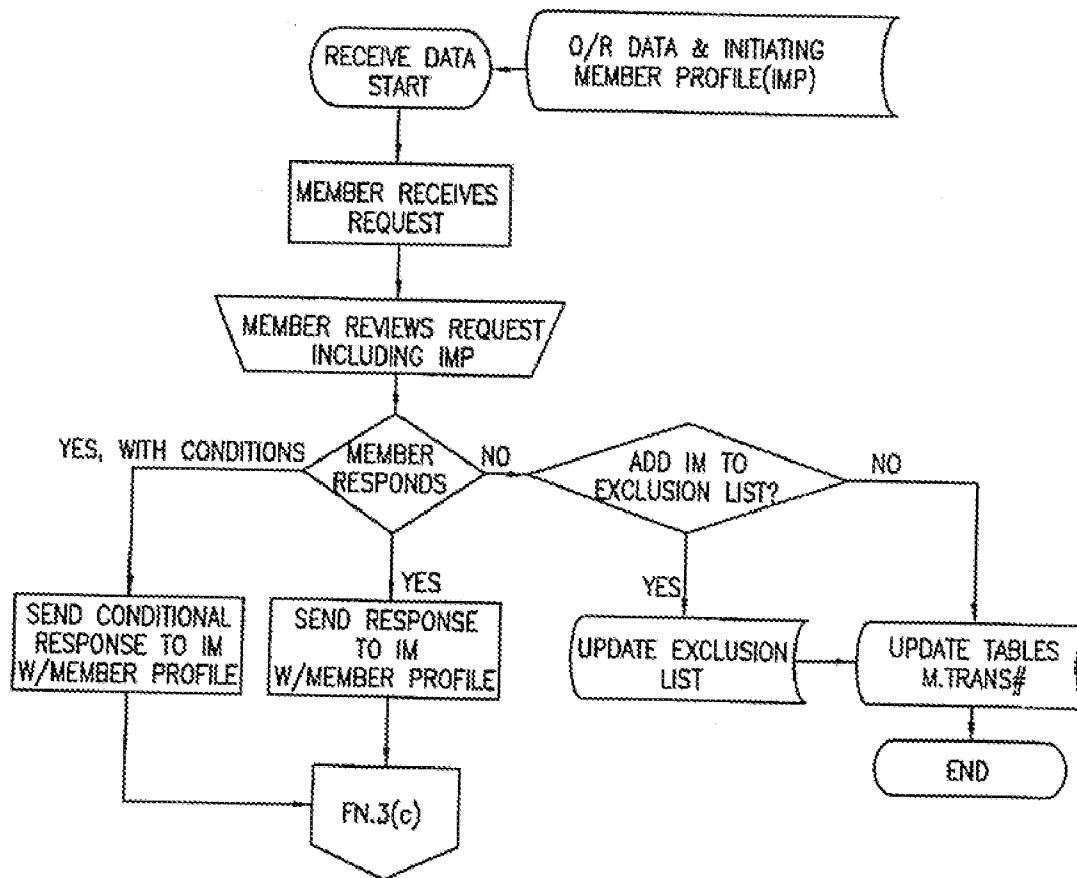 RECEIVE DATA
START
O/R DATA & INITIATING
MEMBER PROFILE(IMP)
MEMBER RECEIVES
REQUEST
MEMBER REVIEWS REQUEST
INCLUDING IMP
YES, WITH CONDITIONS
MEMBER
RESPONDS
NO
ADD IM TO
EXCLUSION LIST?
NO
YES
YES
SEND CONDITIONAL
RESPONSE TO IM
W/MEMBER PROFILE
SEND RESPONSE
TO IM
W/MEMBER PROFILE
UPDATE EXCLUSION
LIST
UPDATE TABLES
M.TRANS#
END
FN.3(c)